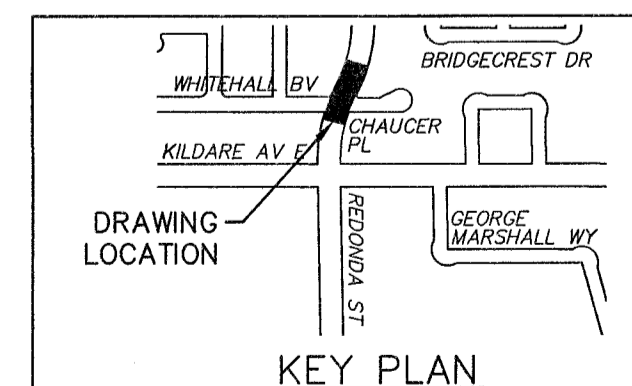 BRIDGECREST DR
WHITEHALL BV
CHAUCER
PL
KILDARE AV E
DRAWING
LOCATION
REDONDA ST
GEORGE
MARSHALL WY
KEY PLAN